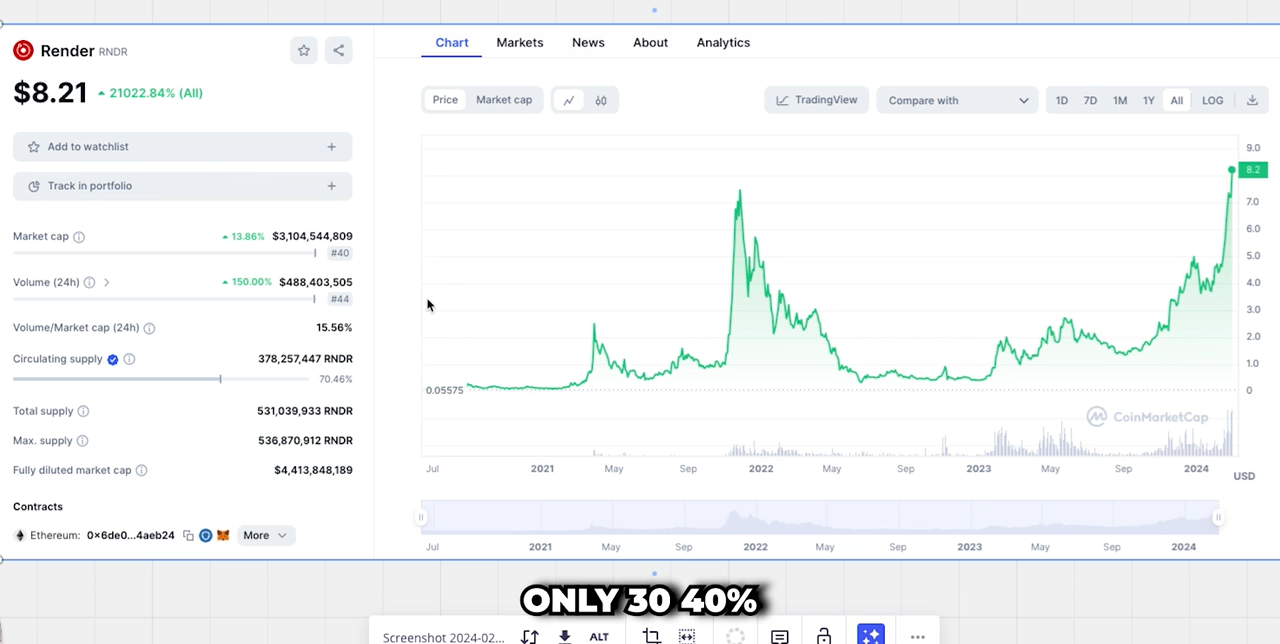 Render RNDR
$8.21 21022.84% (All)
Add to watchlist +
Track in portfolio +
Market cap 13.86% $3,104,544,809
#40
Volume (24h) 150.00% $488,403,505
#44
Volume/Market cap (24h) 15.56%
Circulating supply 378,257,447 RNDR
70.46%
Total supply 531,039,933 RNDR
Max. supply 536,870,912 RNDR
Fully diluted market cap $4,413,848,189
Contracts
Ethereum: 0x6de0...4aeb24 More
Chart Markets News About Analytics
Price Market cap TradingView Compare with 1D 7D 1M 1Y All LOG
9.0
8.2
7.0
6.0
5.0
4.0
3.0
2.0
1.0
0.05575 0
CoinMarketCap
Jul 2021 May Sep 2022 May Sep 2023 May Sep 2024
USD
Jul 2021 May Sep 2022 May Sep 2023 May Sep 2024
ONLY 30 40%
Screenshot 2024-02... ALT